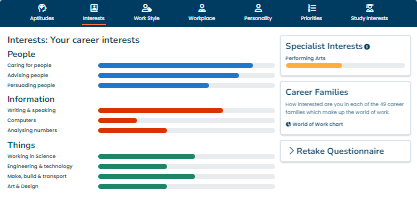 Aptitudes
Interests
Work Style
Workplace
Personality
Priorities
Study Interests
Interests: Your career interests
People
Caring for people
Advising people
Persuading people
Information
Writing & speaking
Computers
Analysing numbers
Things
Working in Science
Engineering & technology
Make, build & transport
Art & Design
Specialist Interests
Performing Arts
Career Families
How interested are you in each of the 49 career
families which make up the world of work.
World of Work chart
Retake Questionnaire